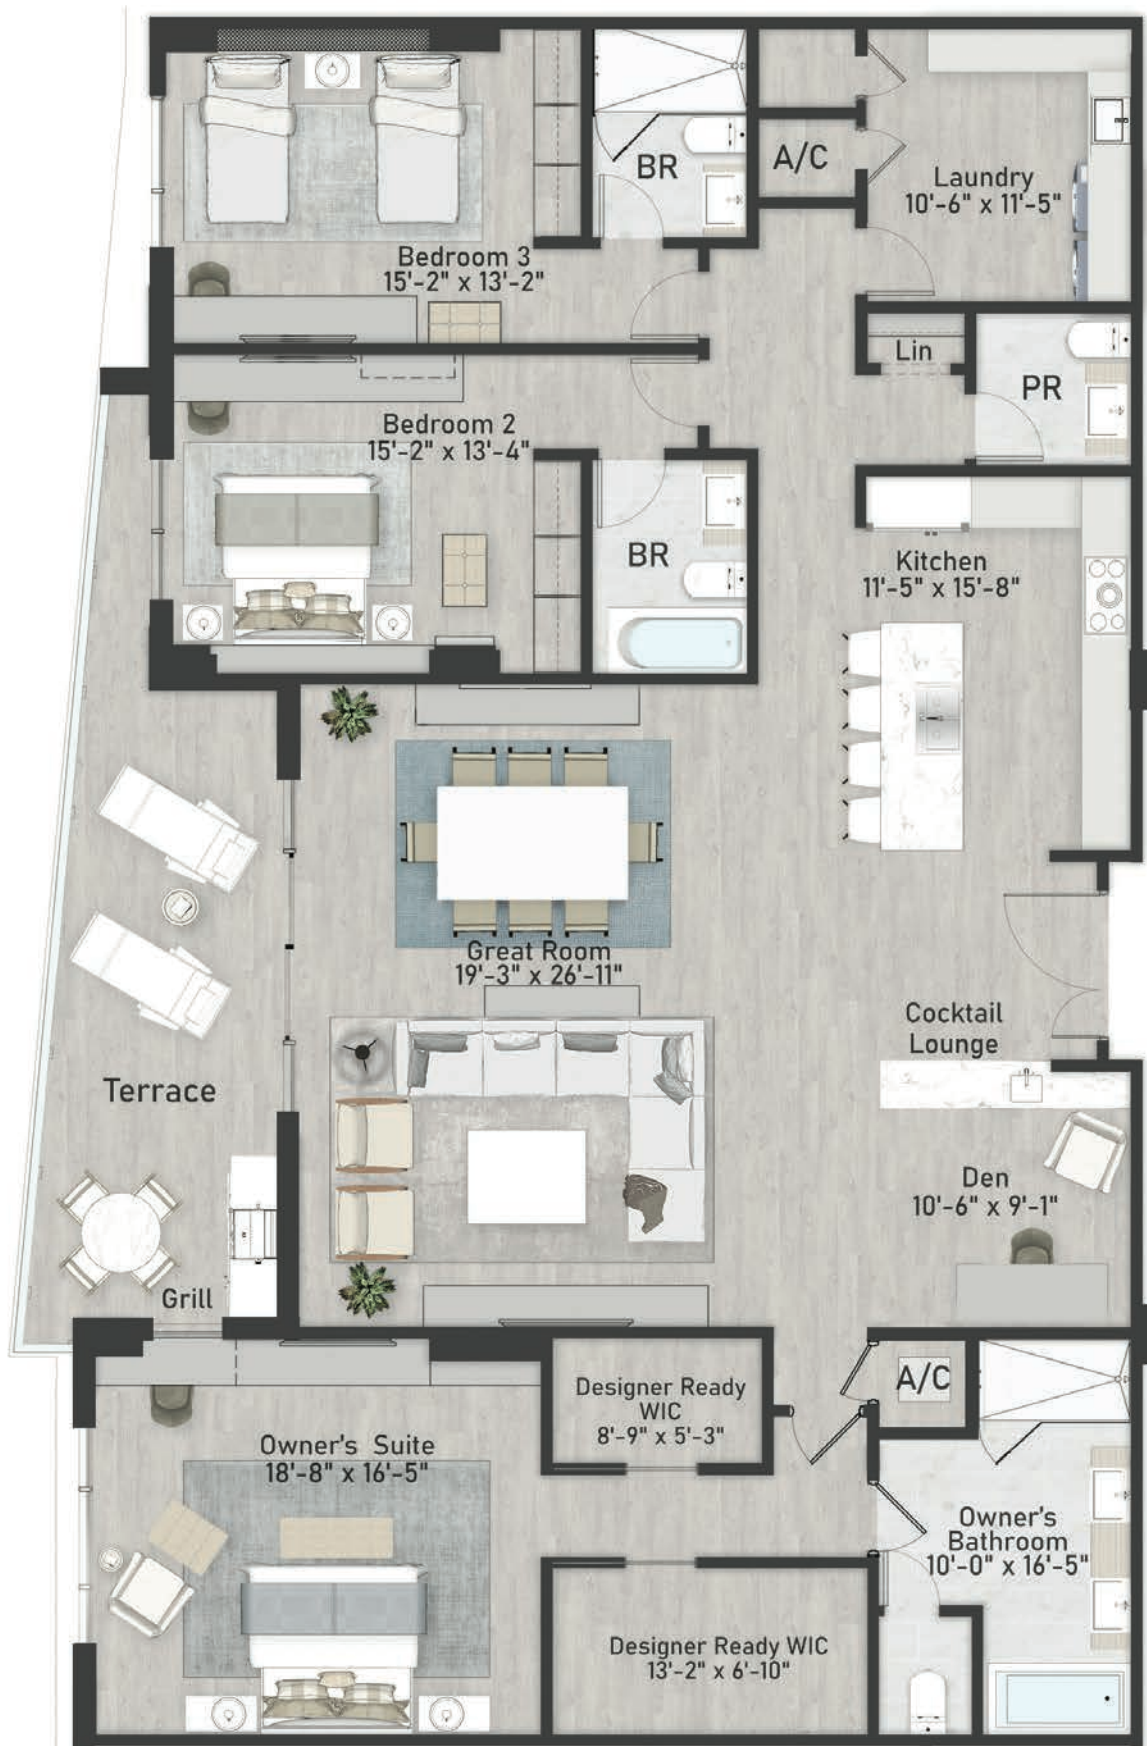 BR
A/C
Laundry
10'-6" x 11'-5"
Bedroom 3
15'-2" x 13'-2"
Lin
PR
Bedroom 2
15'-2" x 13'-4"
BR
Kitchen
11'-5" x 15'-8"
Great Room
19'-3" x 26'-11"
Cocktail
Lounge
Terrace
Den
10'-6" x 9'-1"
Grill
A/C
Designer Ready
WIC
8'-9" x 5'-3"
Owner's Suite
18'-8" x 16'-5"
Owner's
Bathroom
10'-0" x 16'-5"
Designer Ready WIC
13'-2" x 6'-10"